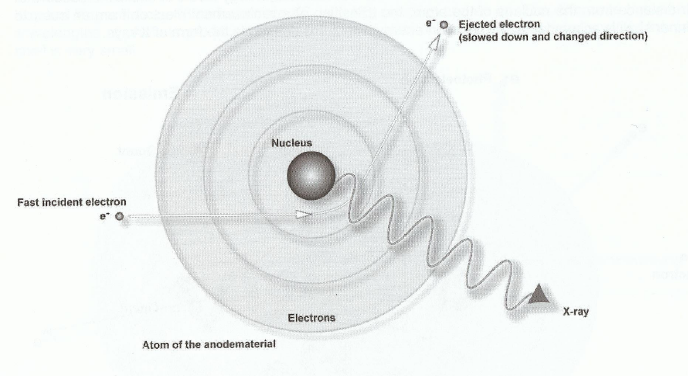 e⁻ Ejected electron
(slowed down and changed direction)
Nucleus
Fast incident electron
e⁻
X-ray
Electrons
Atom of the anodematerial